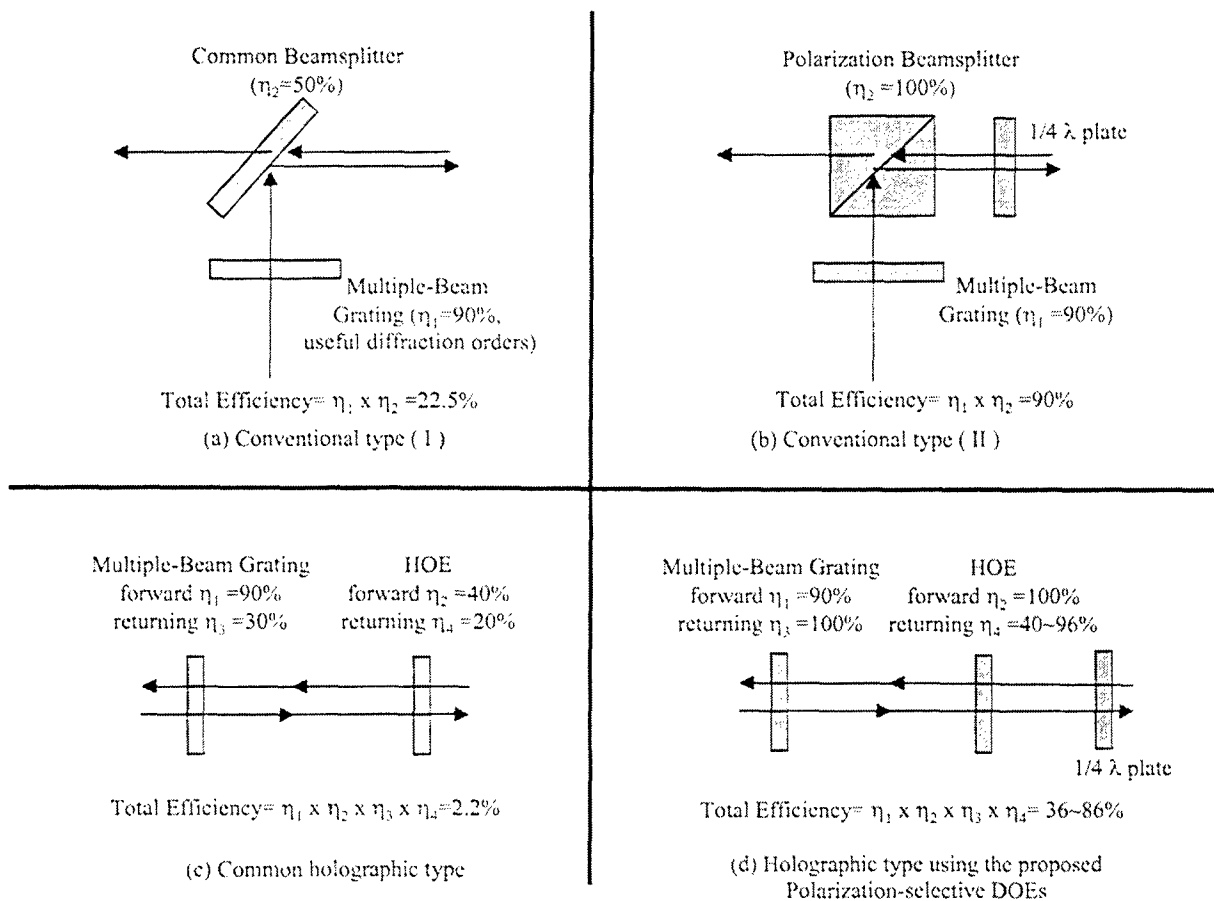 Common Beamsplitter
(η₂=50%)
Multiple-Beam
Grating (η₁=90%,
useful diffraction orders)
Total Efficiency= η₁ x η₂ =22.5%
(a) Conventional type ( I )
Polarization Beamsplitter
(η₂ =100%)
1/4 λ plate
Multiple-Beam
Grating (η₁=90%)
Total Efficiency= η₁ x η₂ =90%
(b) Conventional type ( II )
Multiple-Beam Grating
forward η₁ =90%
returning η₃ =30%
HOE
forward η₂ =40%
returning η₄ =20%
Total Efficiency= η₁ x η₂ x η₃ x η₄=2.2%
(c) Common holographic type
Multiple-Beam Grating
forward η₁ =90%
returning η₃ =100%
HOE
forward η₂ =100%
returning η₄ =40~96%
1/4 λ plate
Total Efficiency= η₁ x η₂ x η₃ x η₄= 36~86%
(d) Holographic type using the proposed
Polarization-selective DOEs